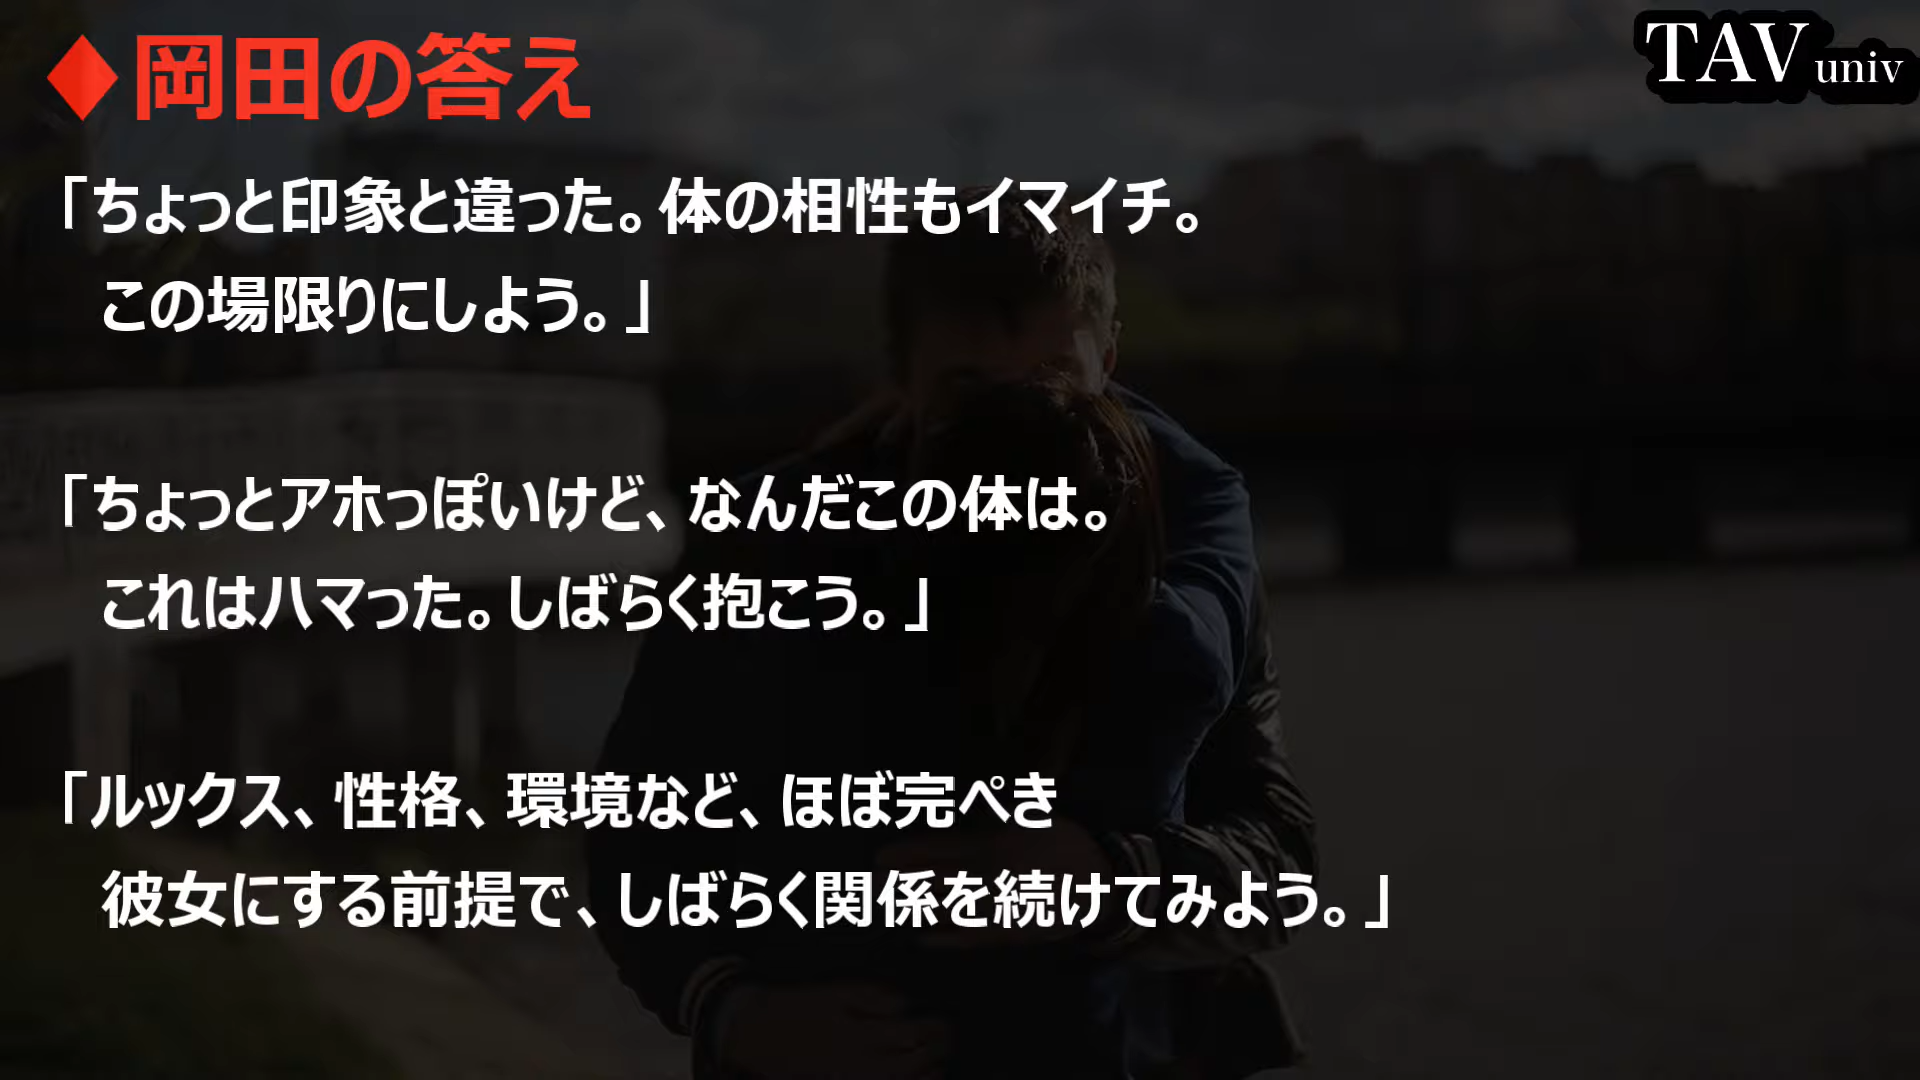 ♦岡田の答え
TAV univ
「ちょっと印象と違った。体の相性もイマイチ。
この場限りにしよう。」
「ちょっとアホっぽいけど、なんだこの体は。
これはハマった。しばらく抱こう。」
「ルックス、性格、環境など、ほぼ完ぺき
彼女にする前提で、しばらく関係を続けてみよう。」